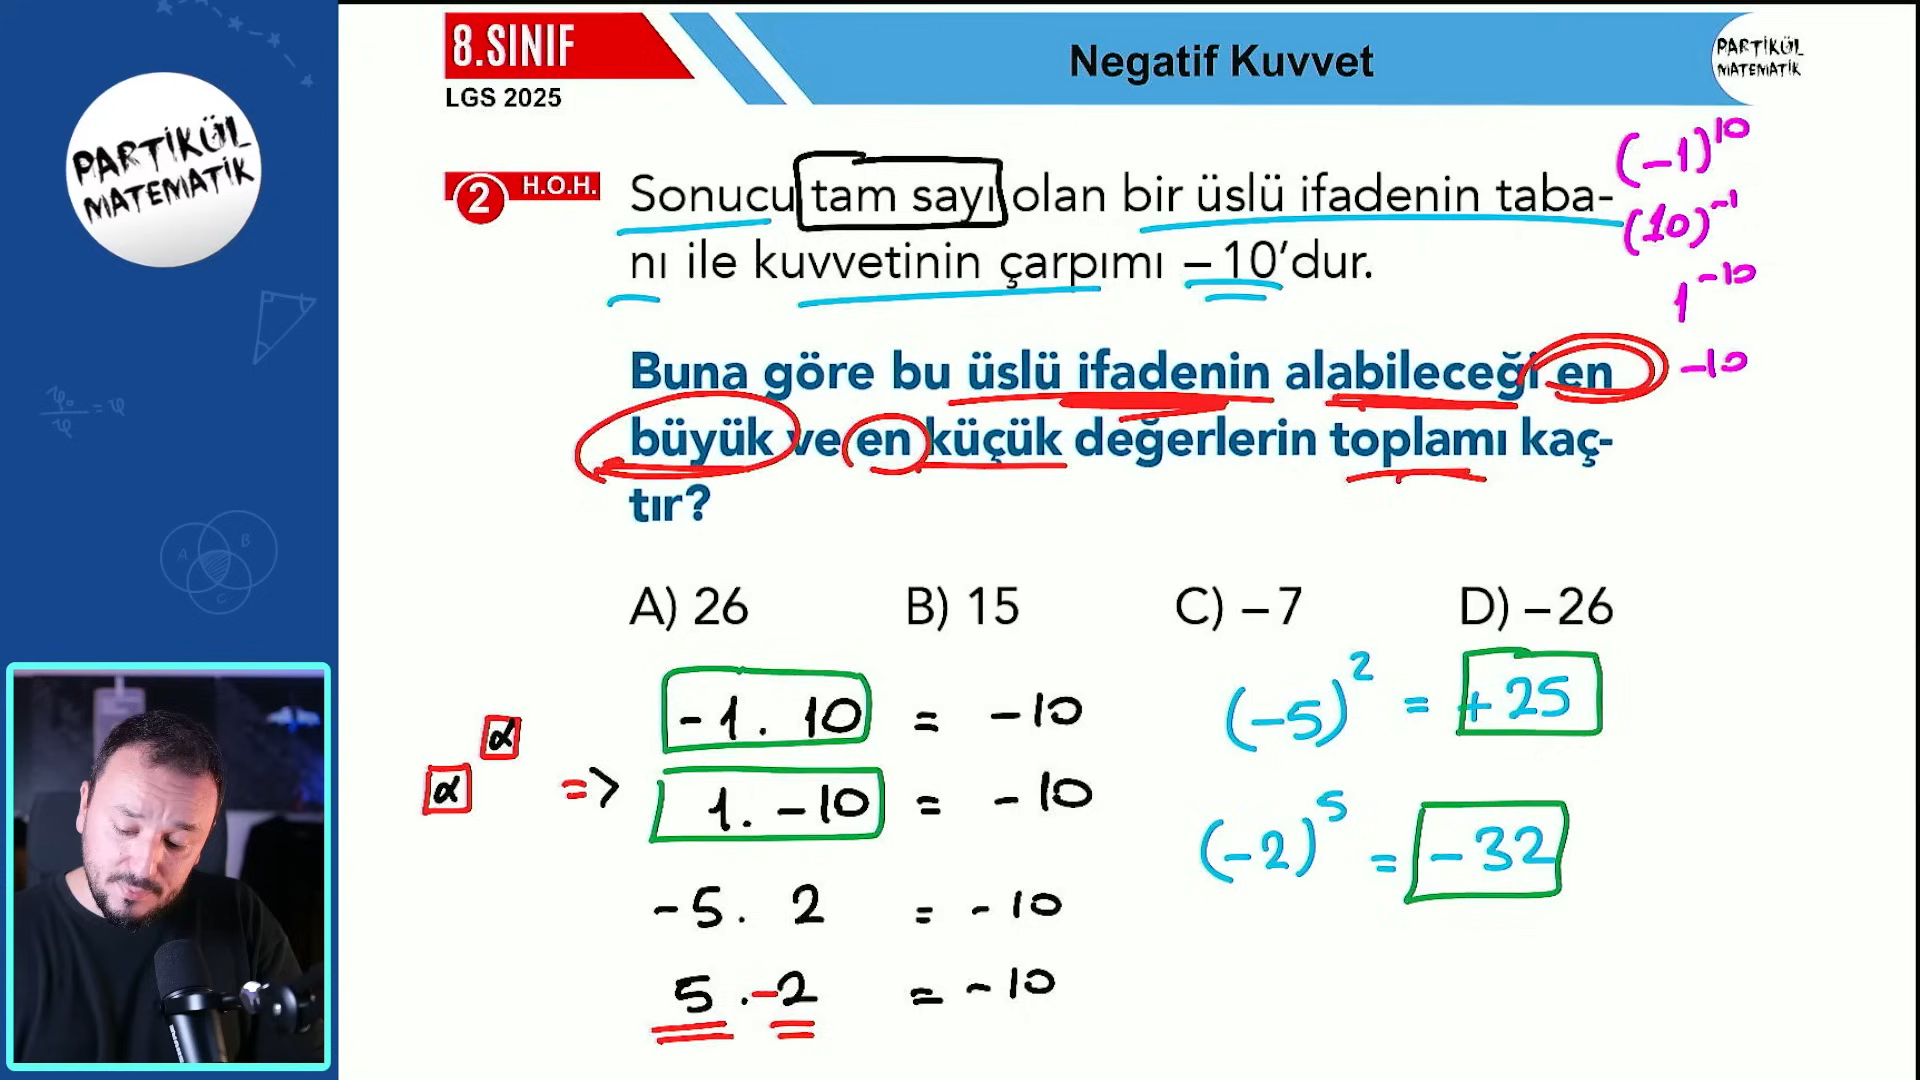 PARTİKÜL
MATEMATİK
8.SINIF
LGS 2025
Negatif Kuvvet
PARTİKÜL
MATEMATİK
2 H.O.H.
Sonucu tam sayı olan bir üslü ifadenin taba-
nı ile kuvvetinin çarpımı – 10’dur.
(-1)^10
(10)^-1
1^-10
-10
Buna göre bu üslü ifadenin alabileceği en
büyük ve en küçük değerlerin toplamı kaç-
tır?
A) 26 B) 15 C) – 7 D) – 26
-1 . 10 = -10
1 . -10 = -10
-5 . 2 = -10
5 . -2 = -10
α^α =>
(-5)^2 = +25
(-2)^5 = -32
A B
C